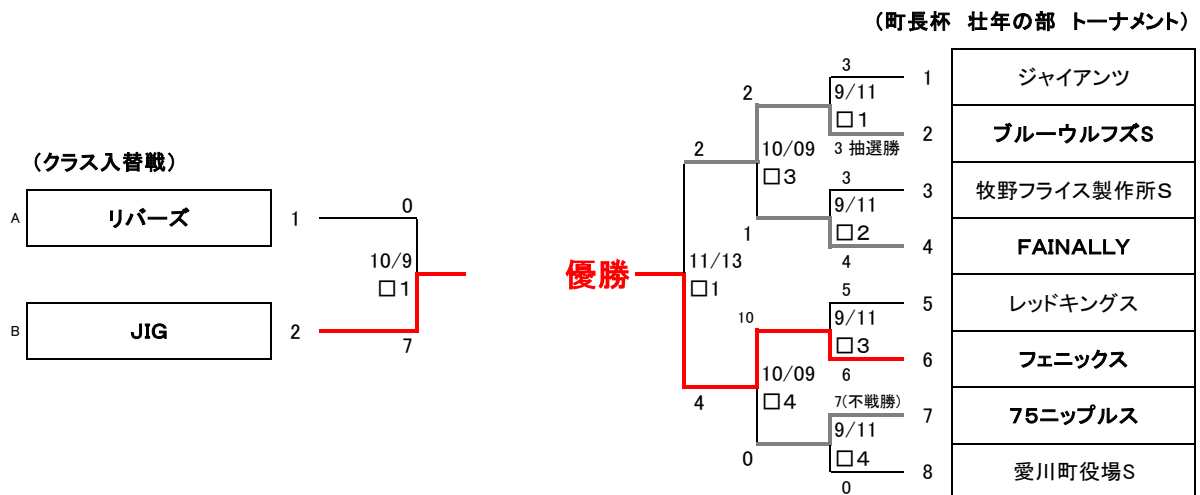 (町長杯 壮年の部 トーナメント)
3
1 ジャイアンツ
9/11
□1
2 ブルーウルフズS
3 抽選勝
2
10/09
□3
3
3 牧野フライス製作所S
9/11
□2
4 FAINALLY
4
1
2
11/13
□1
優勝
5
5 レッドキングス
9/11
□3
6 フェニックス
6
10
10/09
□4
4
7(不戦勝)
7 75ニップルス
9/11
□4
8 愛川町役場S
0
0
(クラス入替戦)
A リバーズ 1
0
10/9
□1
B JIG 2
7